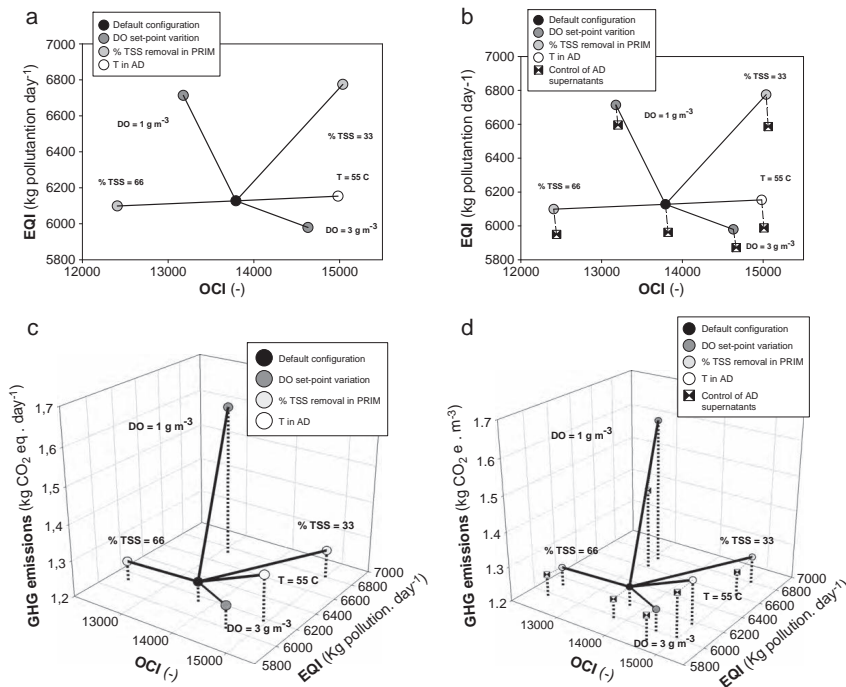 a
Default configuration
DO set-point varition
% TSS removal in PRIM
T in AD
7000
6800
6600
6400
6200
6000
5800
EQI (kg pollutantion day-1)
DO = 1 g m-3
% TSS = 33
% TSS = 66
T = 55 C
DO = 3 g m-3
12000
13000
14000
15000
OCI (-)
b
Default configuration
DO set-point varition
% TSS removal in PRIM
T in AD
Control of AD
supernatants
7000
6800
6600
6400
6200
6000
5800
EQI (kg pollutantion day-1)
% TSS = 33
DO = 1 g m-3
% TSS = 66
T = 55 C
DO = 3 g m-3
12000
13000
14000
15000
OCI (-)
c
Default configuration
DO set-point variation
% TSS removal in PRIM
T in AD
1,7
1,6
1,5
1,4
1,3
1,2
GHG emissions (kg CO2 eq . day-1)
DO = 1 g m-3
% TSS = 66
% TSS = 33
T = 55 C
DO = 3 g m-3
13000
14000
15000
OCI (-)
5800
6000
6200
6400
6600
6800
7000
EQI (Kg pollution. day-1)
d
Default configuration
DO set-point variation
% TSS removal in PRIM
T in AD
Control of AD
supernatants
1.7
1.6
1.5
1.4
1.3
1.2
GHG emissions (kg CO2 e . m-3)
DO = 1 g m-3
% TSS = 66
% TSS = 33
T = 55 C
DO = 3 g m-3
13000
14000
15000
OCI (-)
5800
6000
6200
6400
6600
6800
7000
EQI (Kg pollution. day-1)